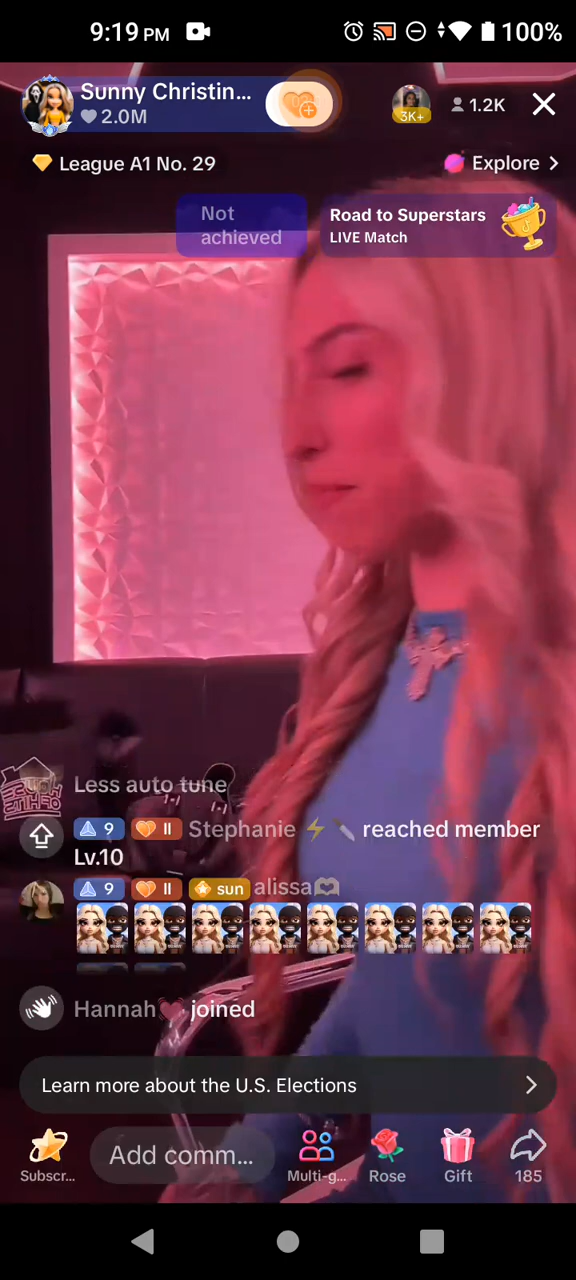 9:19 PM 100%
Sunny Christin...
2.0M
3K+
1.2K
League A1 No. 29
Explore >
Not
achieved
Road to Superstars
LIVE Match
Less auto tune
9 II Stephanie reached member
Lv.10
9 II sun alissa
Hannah joined
Learn more about the U.S. Elections
Add comm...
Subscr... Multi-g... Rose Gift 185